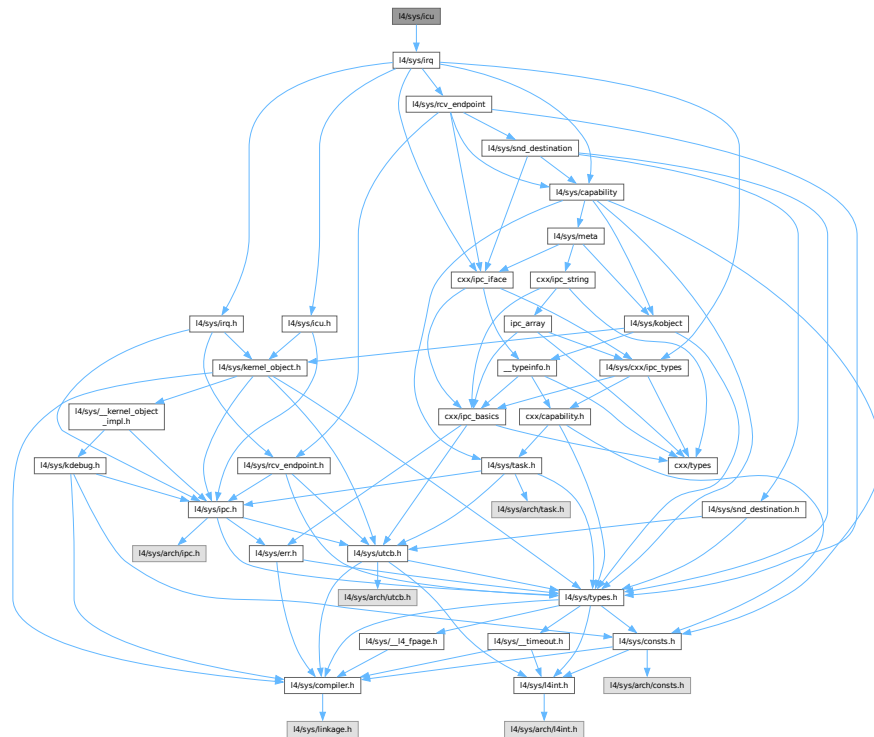 l4/sys/icu
l4/sys/irq
l4/sys/rcv_endpoint
l4/sys/snd_destination
l4/sys/capability
l4/sys/meta
cxx/ipc_iface
cxx/ipc_string
l4/sys/irq.h
l4/sys/icu.h
ipc_array
l4/sys/kobject
l4/sys/kernel_object.h
__typeinfo.h
l4/sys/cxx/ipc_types
l4/sys/__kernel_object
_impl.h
cxx/ipc_basics
cxx/capability.h
l4/sys/kdebug.h
l4/sys/rcv_endpoint.h
l4/sys/task.h
cxx/types
l4/sys/ipc.h
l4/sys/arch/task.h
l4/sys/snd_destination.h
l4/sys/arch/ipc.h
l4/sys/err.h
l4/sys/utcb.h
l4/sys/arch/utcb.h
l4/sys/types.h
l4/sys/__l4_fpage.h
l4/sys/__timeout.h
l4/sys/consts.h
l4/sys/compiler.h
l4/sys/l4int.h
l4/sys/arch/consts.h
l4/sys/linkage.h
l4/sys/arch/l4int.h